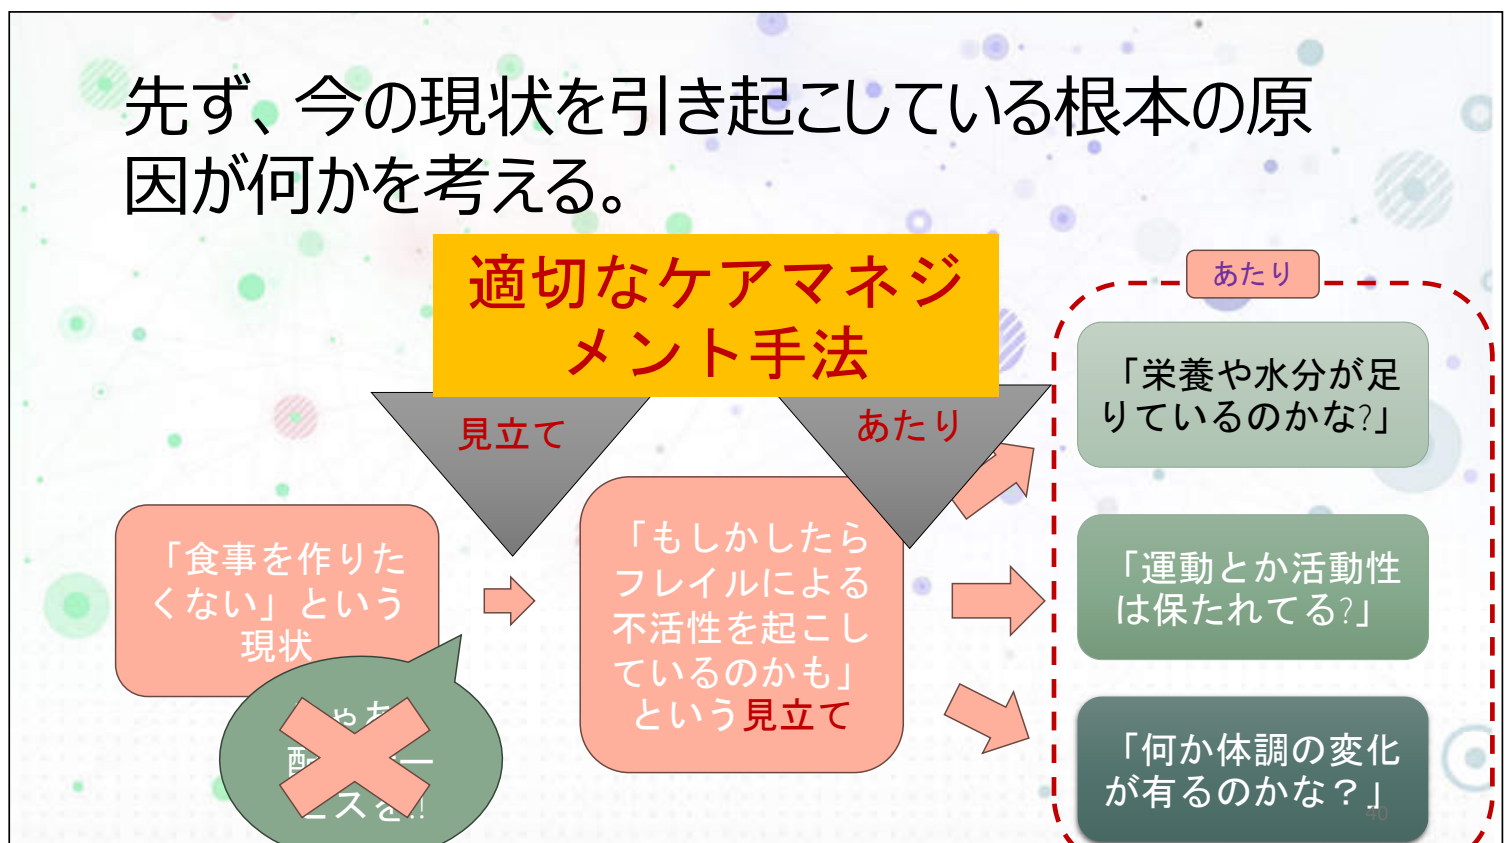 先ず、今の現状を引き起こしている根本の原
因が何かを考える。
適切なケアマネジ
メント手法
見立て
あたり
あたり
「食事を作りた
くない」という
現状
「もしかしたら
フレイルによる
不活性を起こし
ているのかも」
という見立て
「栄養や水分が足
りているのかな?」
「運動とか活動性
は保たれてる?」
「何か体調の変化
が有るのかな？」
40